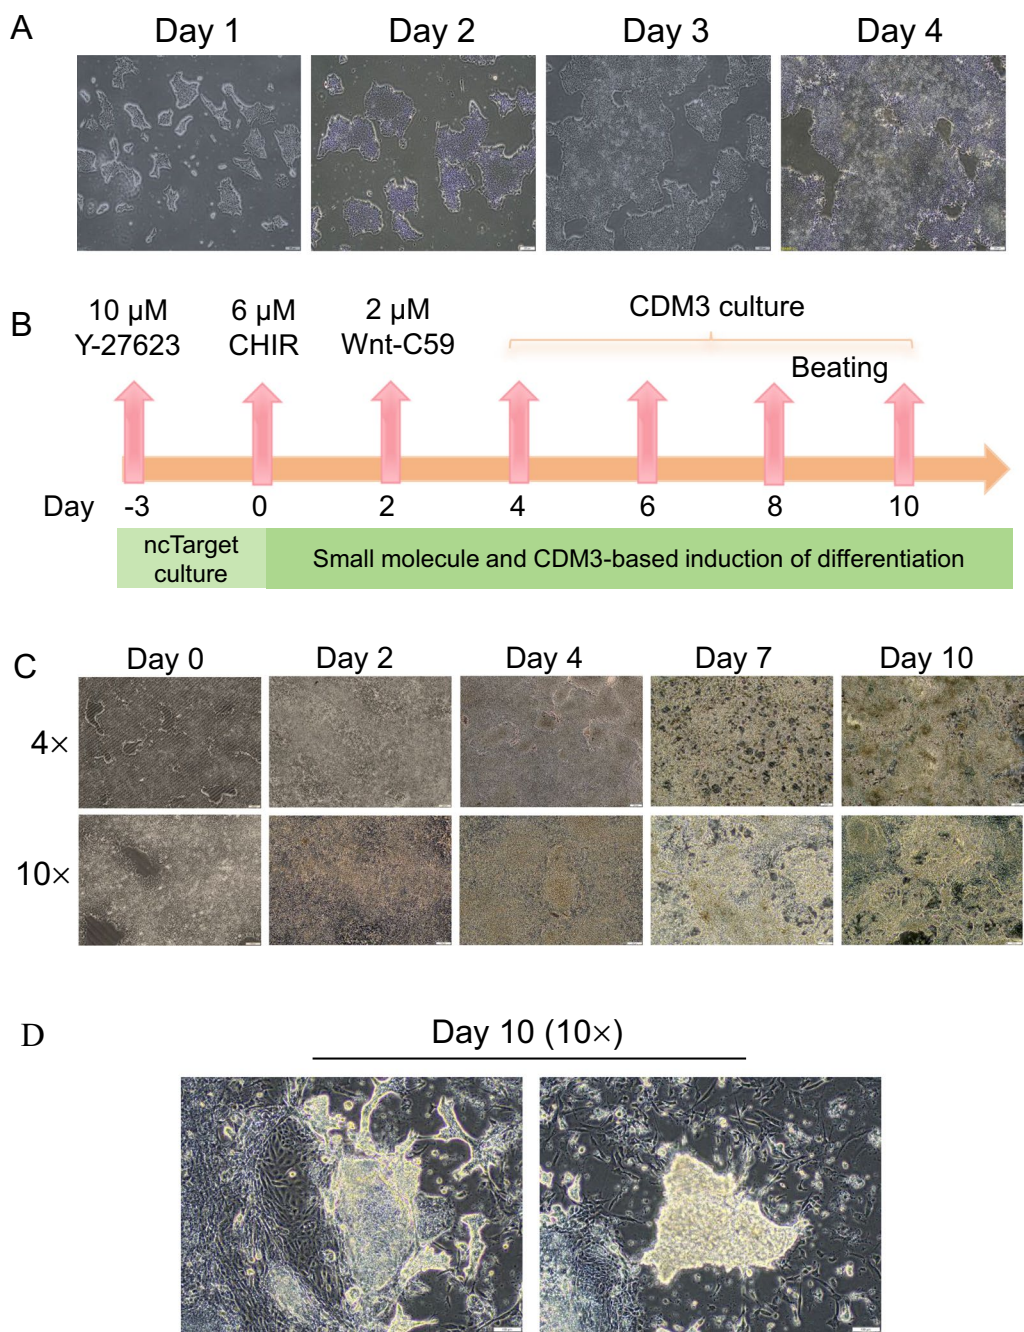 A
Day 1
Day 2
Day 3
Day 4
B
10 µM
Y-27623
6 µM
CHIR
2 µM
Wnt-C59
CDM3 culture
Beating
Day
-3
0
2
4
6
8
10
ncTarget
culture
Small molecule and CDM3-based induction of differentiation
C
Day 0
Day 2
Day 4
Day 7
Day 10
4×
10×
D
Day 10 (10×)